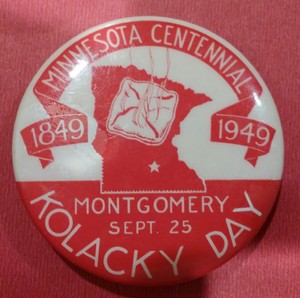 MINNESOTA CENTENNIAL
1849 1949
MONTGOMERY
SEPT. 25
KOLACKY DAY